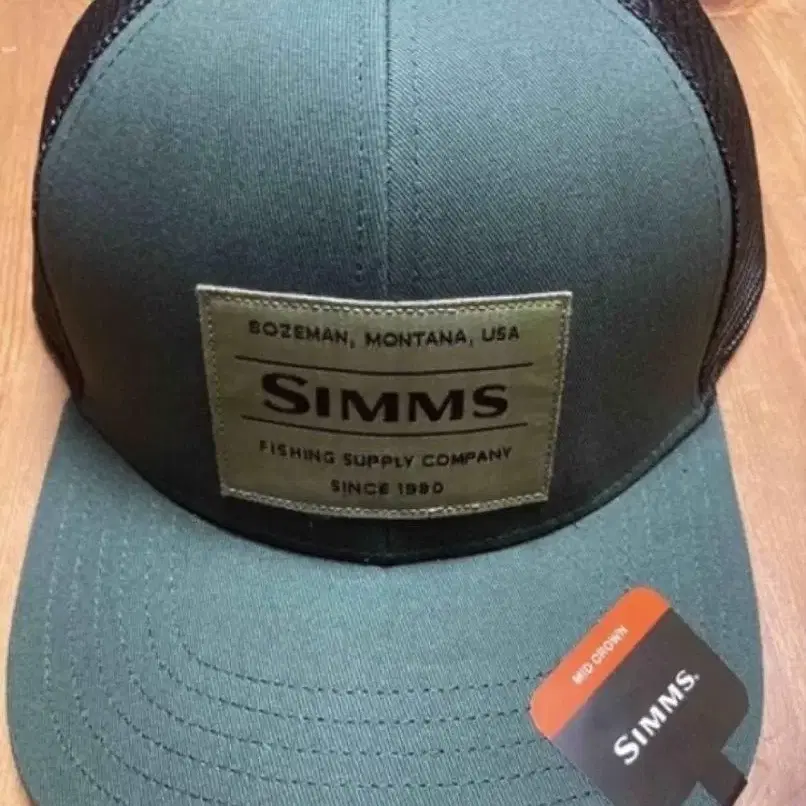 BOZEMAN, MONTANA, USA
SIMMS
FISHING SUPPLY COMPANY
SINCE 1980
MID CROWN
SIMMS.